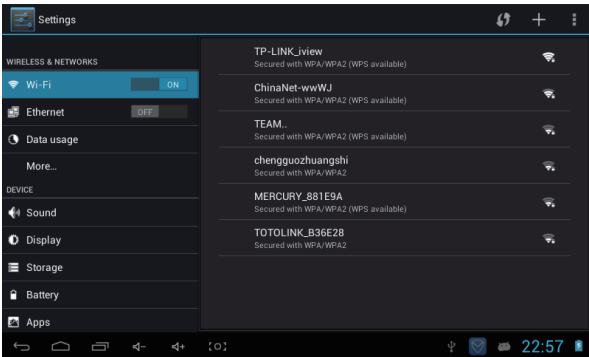 Settings
WIRELESS & NETWORKS
Wi-Fi
ON
Ethernet
OFF
Data usage
More...
DEVICE
Sound
Display
Storage
Battery
Apps
TP-LINK_iview
Secured with WPA/WPA2 (WPS available)
ChinaNet-wwWJ
Secured with WPA/WPA2 (WPS available)
TEAM..
Secured with WPA/WPA2 (WPS available)
chengguozhuangshi
Secured with WPA/WPA2
MERCURY_881E9A
Secured with WPA/WPA2 (WPS available)
TOTOLINK_B36E28
Secured with WPA/WPA2
22:57